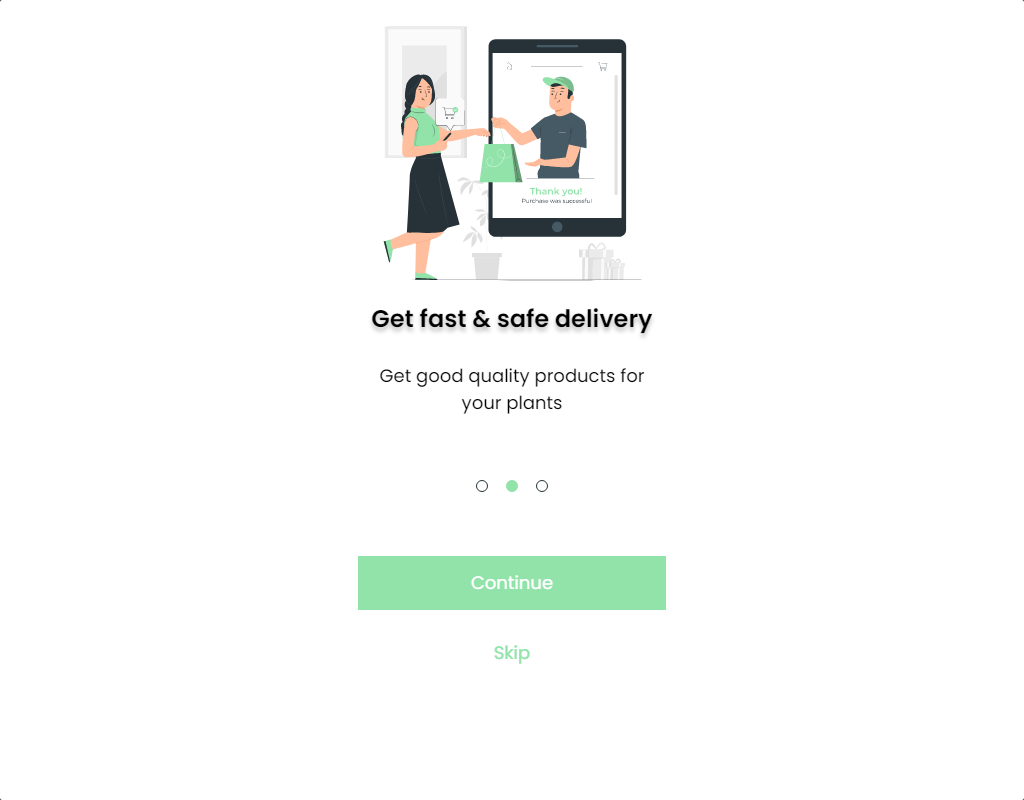 Thank you!
Purchase was successful
Get fast & safe delivery
Get good quality products for
your plants
Continue
Skip